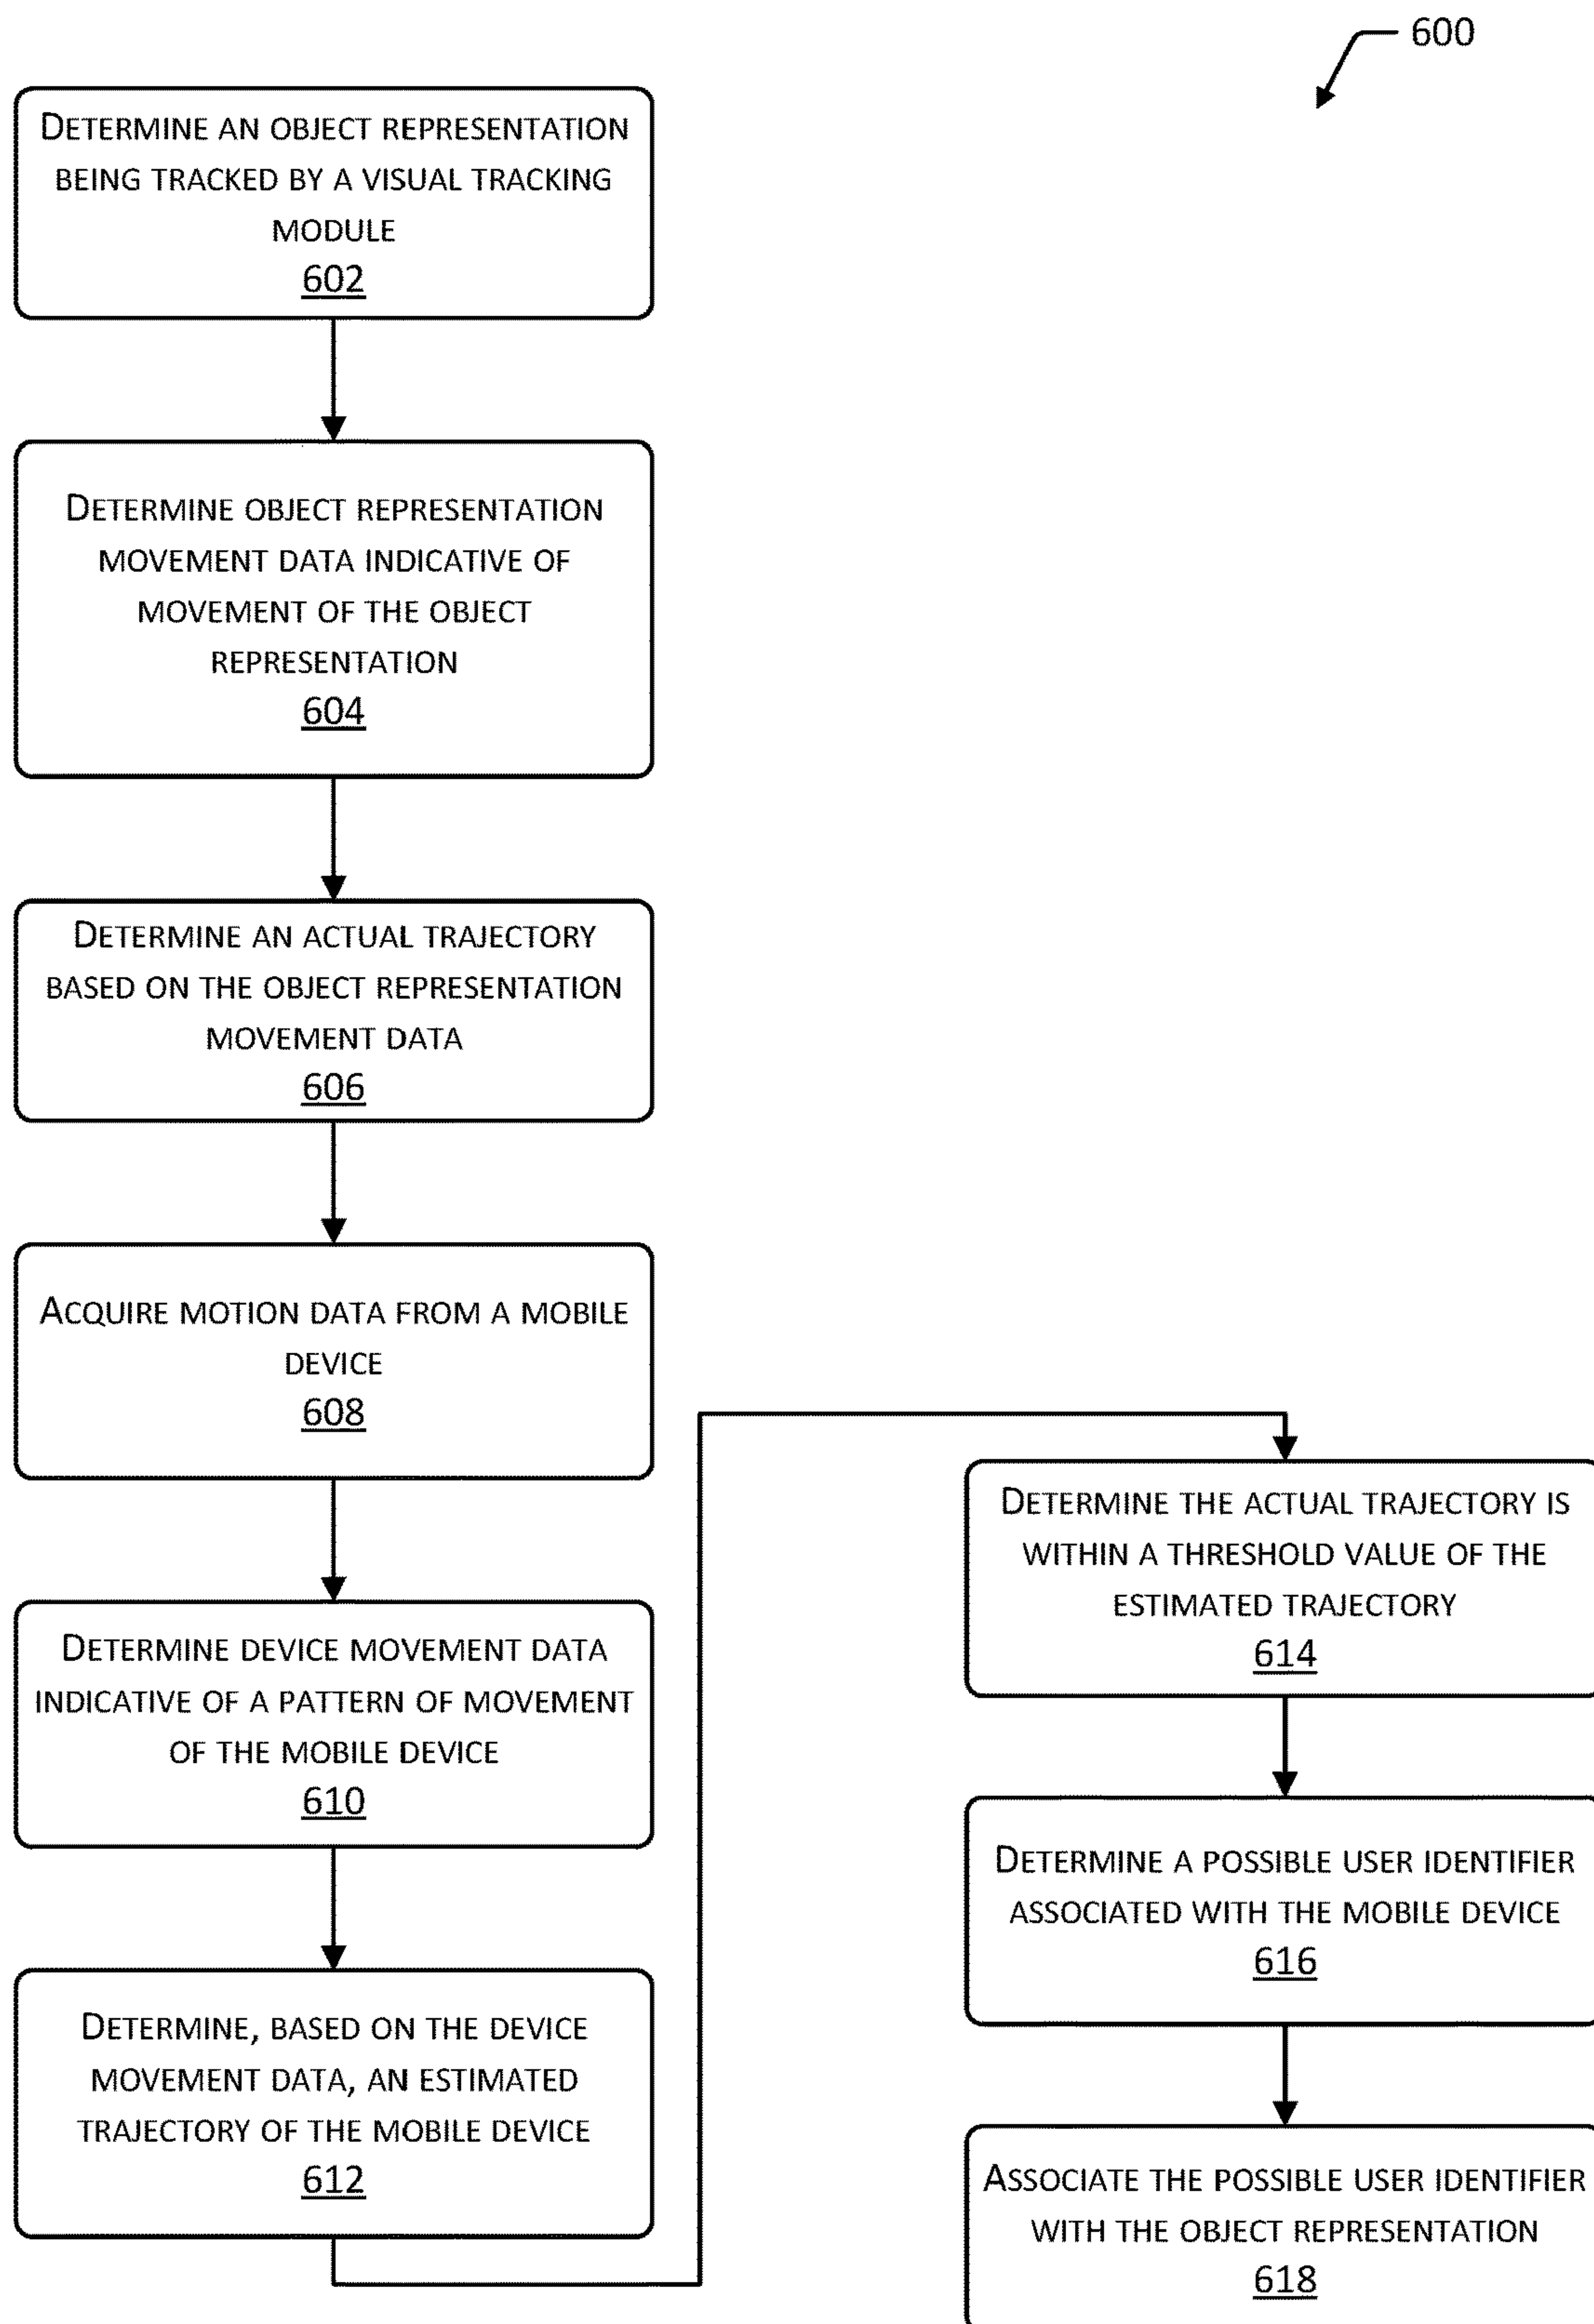 600
DETERMINE AN OBJECT REPRESENTATION
BEING TRACKED BY A VISUAL TRACKING
MODULE
602
DETERMINE OBJECT REPRESENTATION
MOVEMENT DATA INDICATIVE OF
MOVEMENT OF THE OBJECT
REPRESENTATION
604
DETERMINE AN ACTUAL TRAJECTORY
BASED ON THE OBJECT REPRESENTATION
MOVEMENT DATA
606
ACQUIRE MOTION DATA FROM A MOBILE
DEVICE
608
DETERMINE DEVICE MOVEMENT DATA
INDICATIVE OF A PATTERN OF MOVEMENT
OF THE MOBILE DEVICE
610
DETERMINE, BASED ON THE DEVICE
MOVEMENT DATA, AN ESTIMATED
TRAJECTORY OF THE MOBILE DEVICE
612
DETERMINE THE ACTUAL TRAJECTORY IS
WITHIN A THRESHOLD VALUE OF THE
ESTIMATED TRAJECTORY
614
DETERMINE A POSSIBLE USER IDENTIFIER
ASSOCIATED WITH THE MOBILE DEVICE
616
ASSOCIATE THE POSSIBLE USER IDENTIFIER
WITH THE OBJECT REPRESENTATION
618